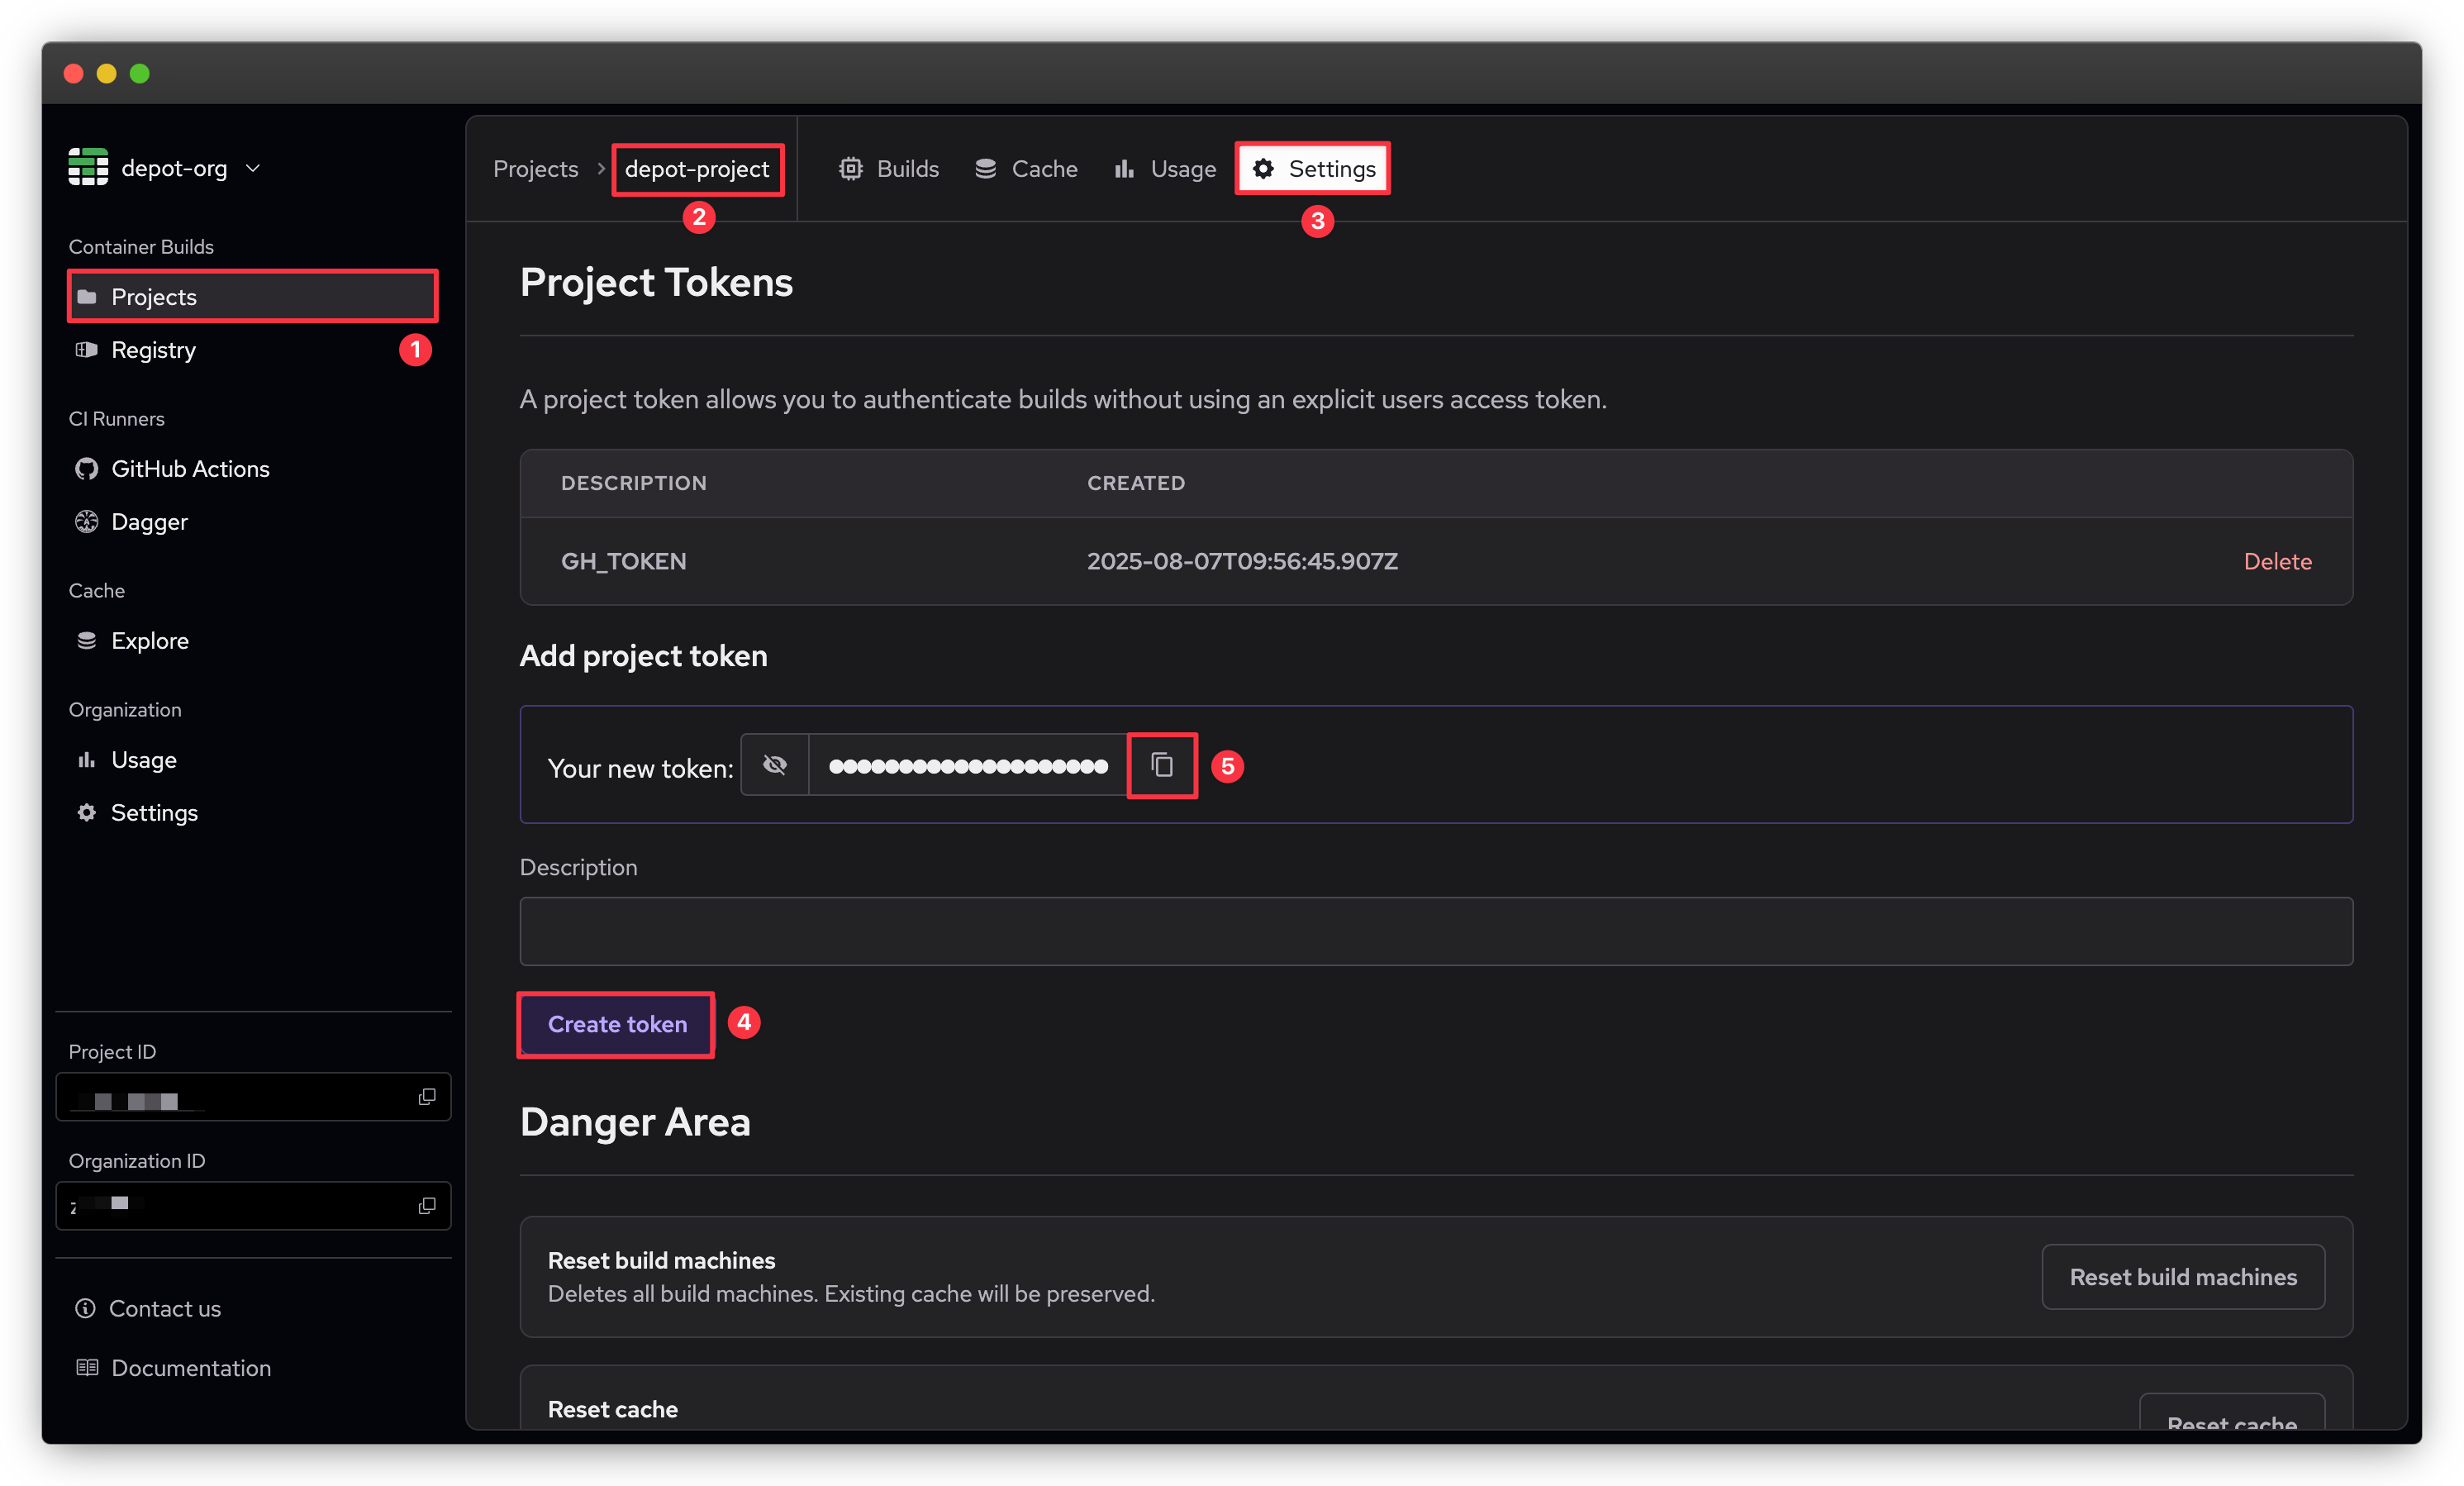 depot-org
Container Builds
Projects
Registry
1
CI Runners
GitHub Actions
Dagger
Cache
Explore
Organization
Usage
Settings
Project ID
Organization ID
Contact us
Documentation
Projects > depot-project
2
Builds
Cache
Usage
Settings
3
Project Tokens
A project token allows you to authenticate builds without using an explicit users access token.
DESCRIPTION CREATED
GH_TOKEN 2025-08-07T09:56:45.907Z Delete
Add project token
Your new token: ●●●●●●●●●●●●●●●●●●●●
5
Description
Create token
4
Danger Area
Reset build machines
Deletes all build machines. Existing cache will be preserved.
Reset build machines
Reset cache
Reset cache